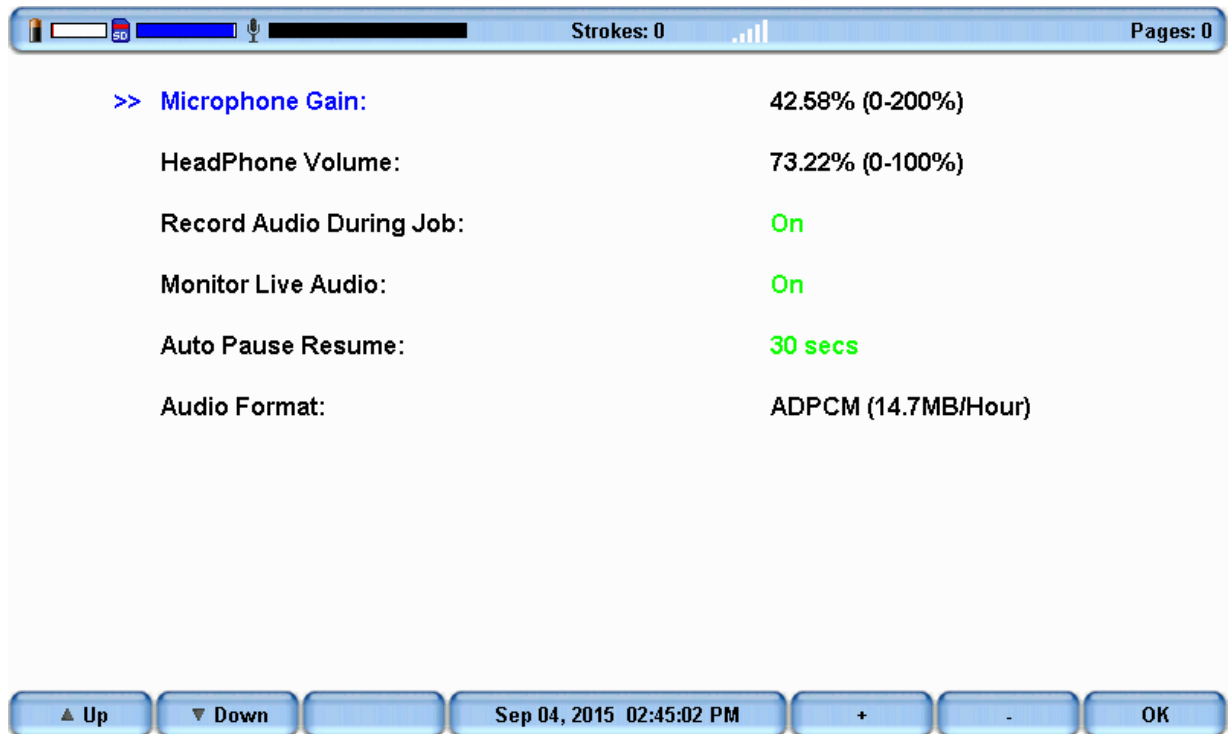 SD Strokes: 0 Pages: 0
>> Microphone Gain: 42.58% (0-200%)
HeadPhone Volume: 73.22% (0-100%)
Record Audio During Job: On
Monitor Live Audio: On
Auto Pause Resume: 30 secs
Audio Format: ADPCM (14.7MB/Hour)
▲ Up ▼ Down Sep 04, 2015 02:45:02 PM + - OK